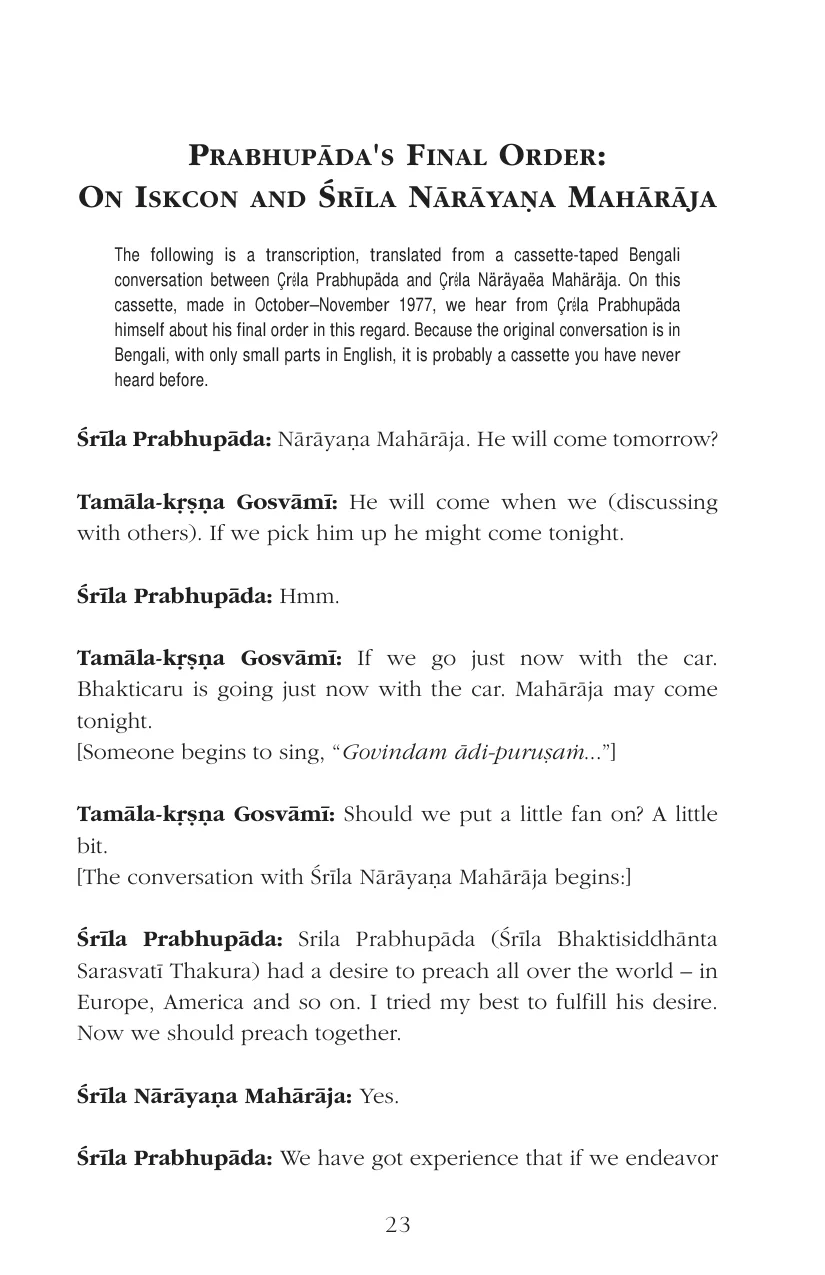 PRABHUPĀDA'S FINAL ORDER:
ON ISKCON AND ŚRĪLA NĀRĀYAṆA MAHĀRĀJA
The following is a transcription, translated from a cassette-taped Bengali
conversation between Çréla Prabhupäda and Çréla Näräyaëa Mahäräja. On this
cassette, made in October–November 1977, we hear from Çréla Prabhupäda
himself about his final order in this regard. Because the original conversation is in
Bengali, with only small parts in English, it is probably a cassette you have never
heard before.
Śrīla Prabhupāda: Nārāyaṇa Mahārāja. He will come tomorrow?
Tamāla-kṛṣṇa Gosvāmī: He will come when we (discussing
with others). If we pick him up he might come tonight.
Śrīla Prabhupāda: Hmm.
Tamāla-kṛṣṇa Gosvāmī: If we go just now with the car.
Bhakticaru is going just now with the car. Mahārāja may come
tonight.
[Someone begins to sing, “Govindam ādi-puruṣaṁ...”]
Tamāla-kṛṣṇa Gosvāmī: Should we put a little fan on? A little
bit.
[The conversation with Śrīla Nārāyaṇa Mahārāja begins:]
Śrīla Prabhupāda: Srila Prabhupāda (Śrīla Bhaktisiddhānta
Sarasvatī Thakura) had a desire to preach all over the world – in
Europe, America and so on. I tried my best to fulfill his desire.
Now we should preach together.
Śrīla Nārāyaṇa Mahārāja: Yes.
Śrīla Prabhupāda: We have got experience that if we endeavor
23